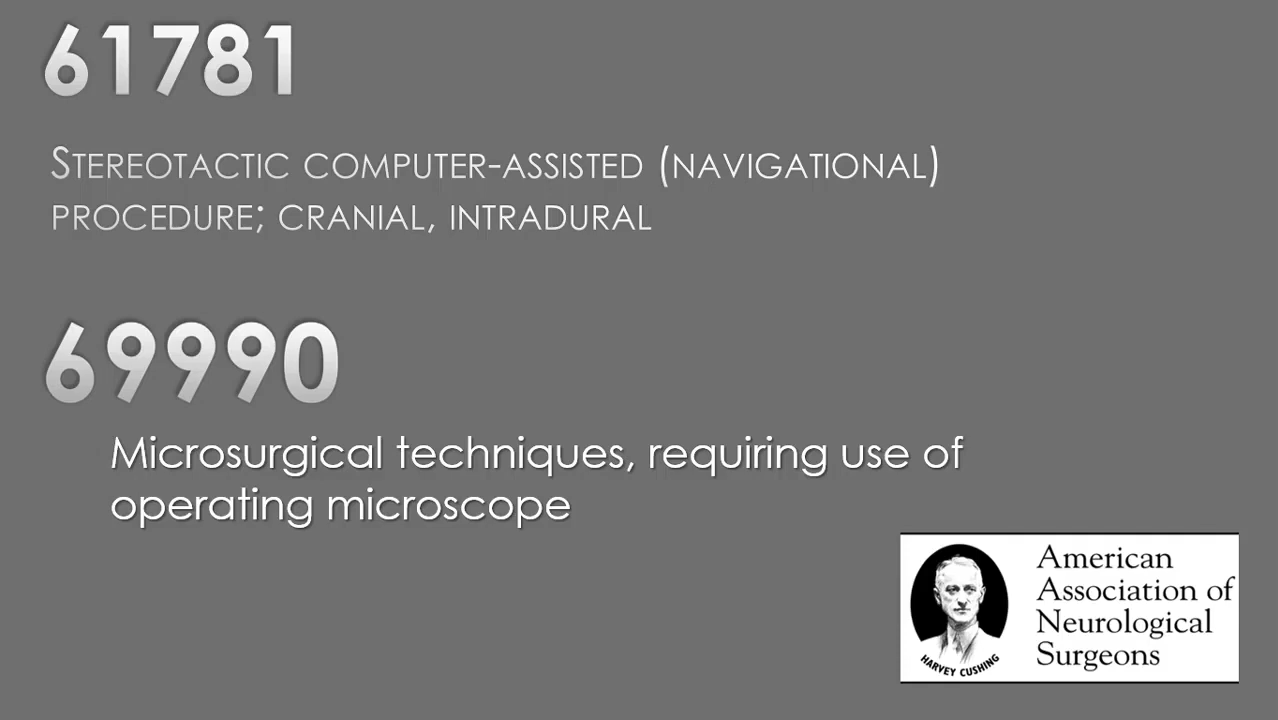 61781
STEREOTACTIC COMPUTER-ASSISTED (NAVIGATIONAL)
PROCEDURE; CRANIAL, INTRADURAL
69990
Microsurgical techniques, requiring use of
operating microscope
American
Association of
Neurological
Surgeons
HARVEY CUSHING